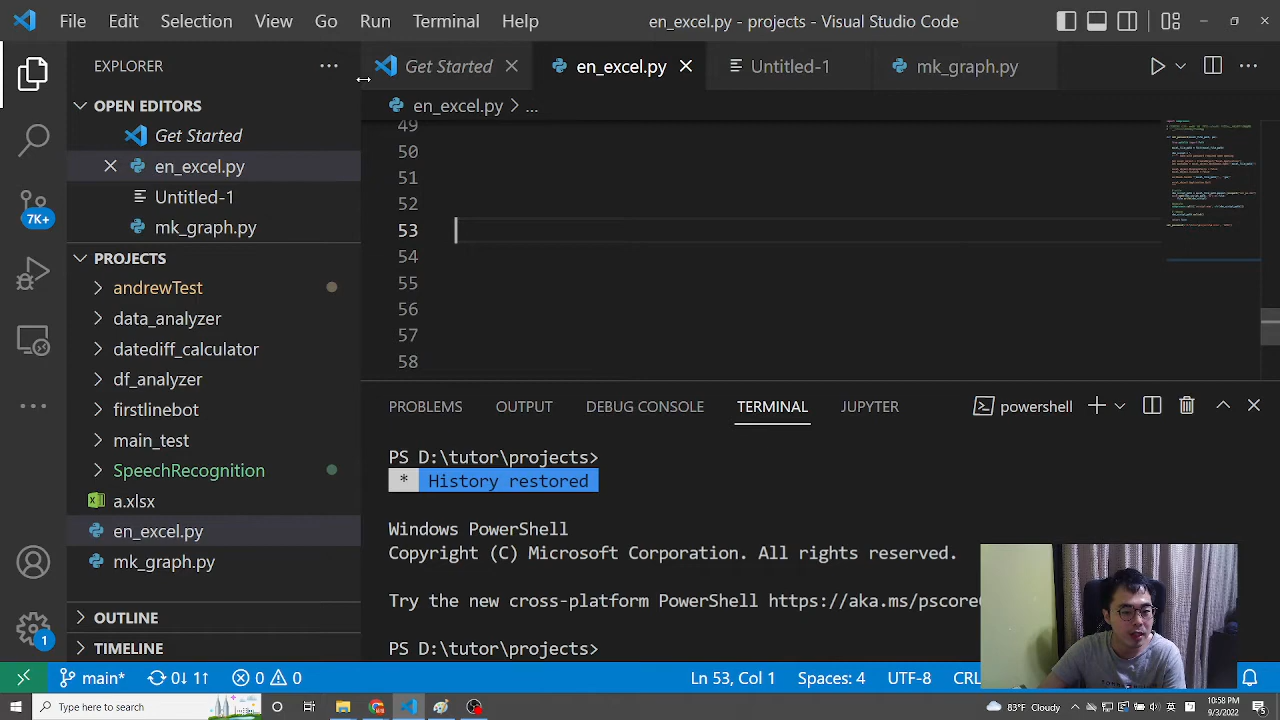 File Edit Selection View Go Run Terminal Help en_excel.py - projects - Visual Studio Code
EXPLORER
Get Started
en_excel.py
Untitled-1
mk_graph.py
en_excel.py > ...
OPEN EDITORS
Get Started
en_excel.py
Untitled-1
mk_graph.py
7K+
PROJECTS
andrewTest
data_analyzer
datediff_calculator
df_analyzer
firstlinebot
main_test
SpeechRecognition
a.xlsx
en_excel.py
mk_graph.py
OUTLINE
TIMELINE
1
49
50
51
52
53
54
55
56
57
58
PROBLEMS OUTPUT DEBUG CONSOLE TERMINAL JUPYTER powershell
PS D:\tutor\projects>
* History restored
Windows PowerShell
Copyright (C) Microsoft Corporation. All rights reserved.
Try the new cross-platform PowerShell https://aka.ms/pscore
PS D:\tutor\projects>
main* 0↓ 1↑ 0 0 Ln 53, Col 1 Spaces: 4 UTF-8 CRL
Type here to search 83°F Cloudy 10:58 PM
9/3/2022